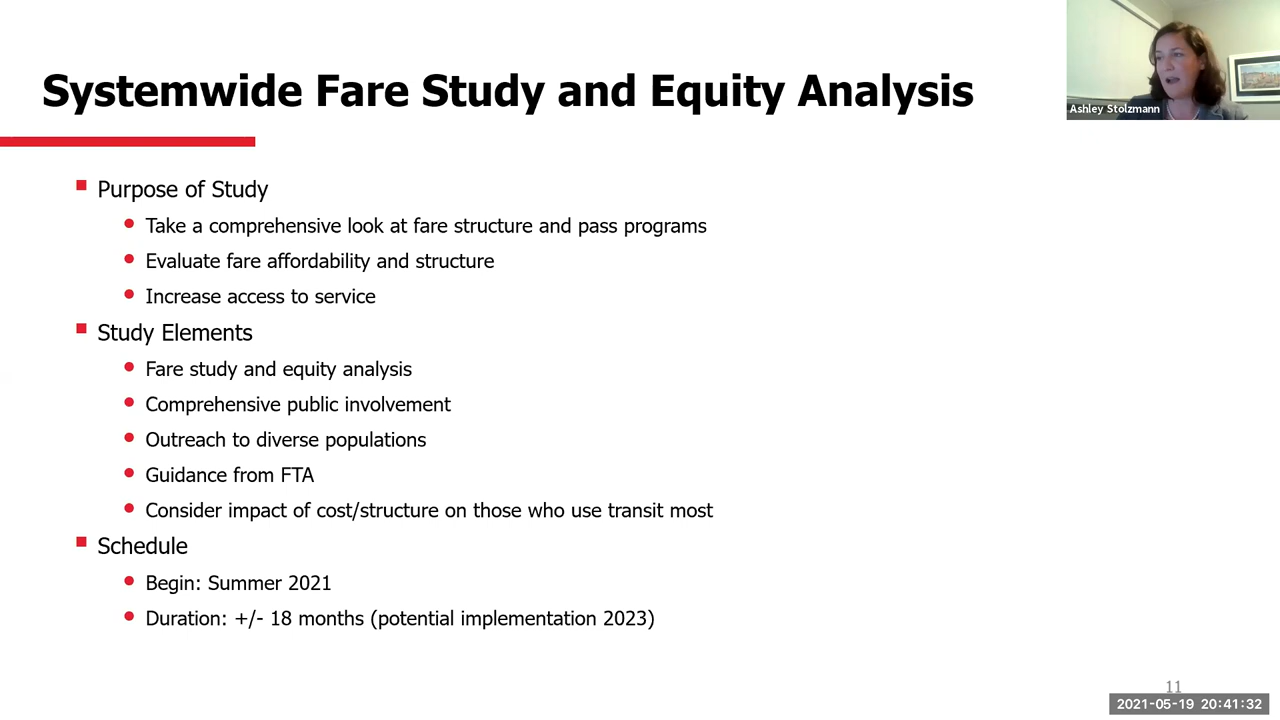 Systemwide Fare Study and Equity Analysis
Ashley Stolzmann
Purpose of Study
Take a comprehensive look at fare structure and pass programs
Evaluate fare affordability and structure
Increase access to service
Study Elements
Fare study and equity analysis
Comprehensive public involvement
Outreach to diverse populations
Guidance from FTA
Consider impact of cost/structure on those who use transit most
Schedule
Begin: Summer 2021
Duration: +/- 18 months (potential implementation 2023)
11
2021-05-19 20:41:32